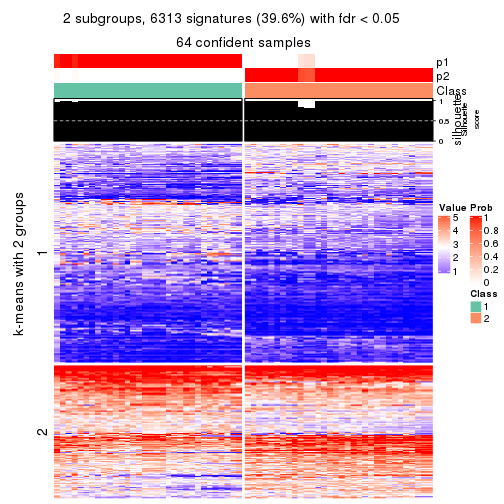 2 subgroups, 6313 signatures (39.6%) with fdr < 0.05
64 confident samples
p1
p2
Class
1
0.5
0
silhouette
Silhouette
score
k-means with 2 groups
1
2
Value
5
4
3
2
1
Prob
1
0.8
0.6
0.4
0.2
0
Class
1
2